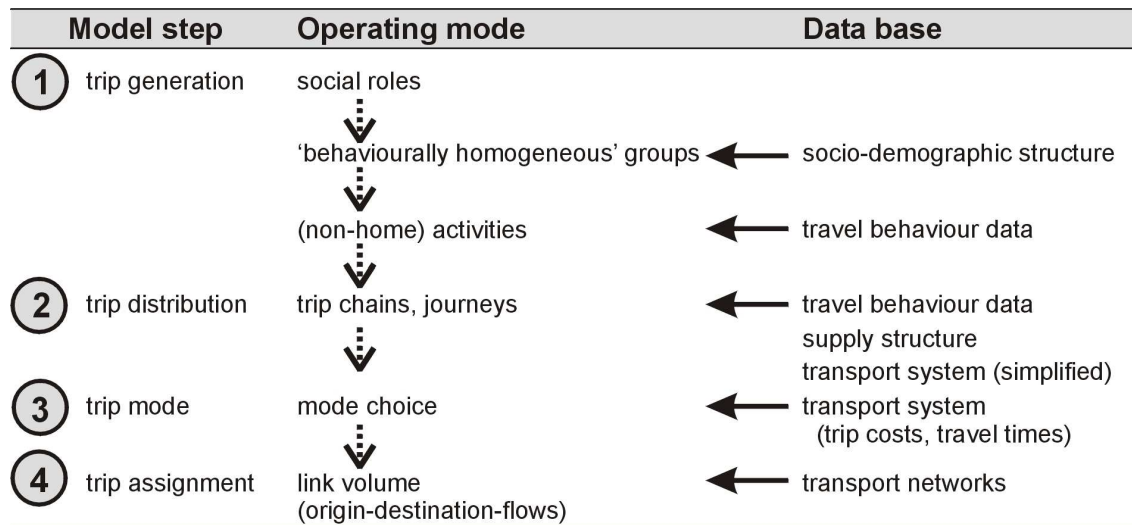 Model step Operating mode Data base
1 trip generation social roles
‘behaviourally homogeneous’ groups socio-demographic structure
(non-home) activities travel behaviour data
2 trip distribution trip chains, journeys travel behaviour data
supply structure
transport system (simplified)
3 trip mode mode choice transport system
(trip costs, travel times)
4 trip assignment link volume transport networks
(origin-destination-flows)